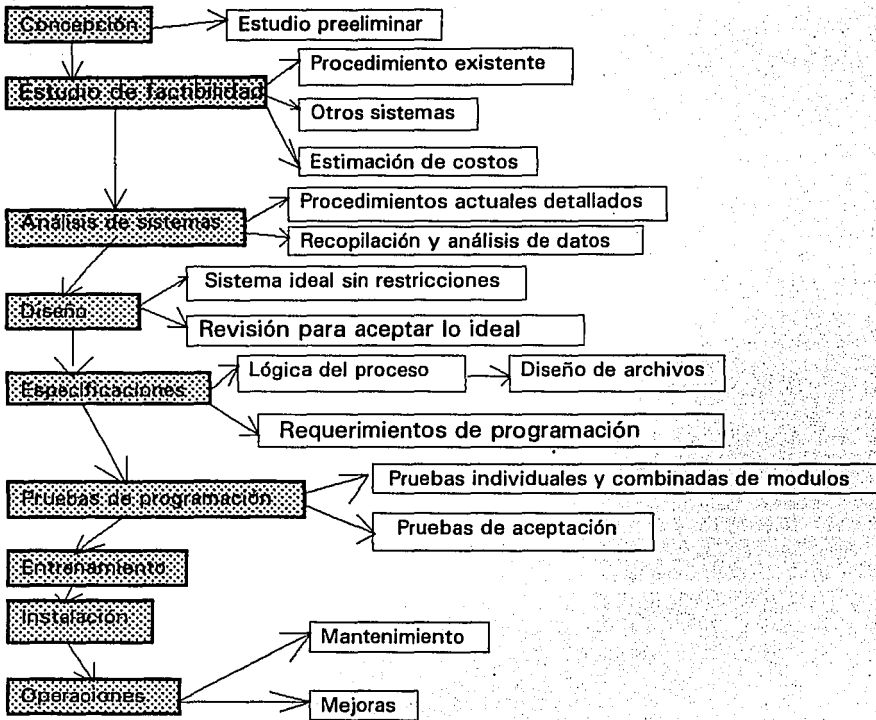 Concepción
Estudio preeliminar
Procedimiento existente
Estudio de factibilidad
Otros sistemas
Estimación de costos
Procedimientos actuales detallados
Análisis de sistemas
Recopilación y análisis de datos
Sistema ideal sin restricciones
Diseño
Revisión para aceptar lo ideal
Lógica del proceso
Diseño de archivos
Especificaciones
Requerimientos de programación
Pruebas individuales y combinadas de modulos
Pruebas de programación
Pruebas de aceptación
Entrenamiento
Instalación
Mantenimiento
Operaciones
Mejoras